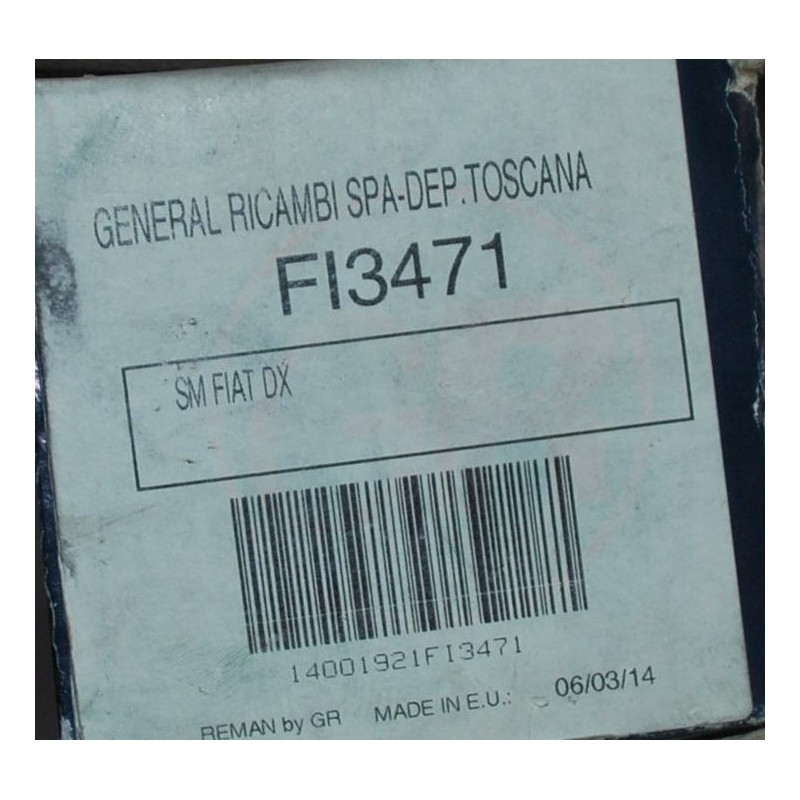 GENERAL RICAMBI SPA-DEP.TOSCANA
FI3471
SM FIAT DX
14001921FI3471
REMAN by GR MADE IN E.U.: 06/03/14